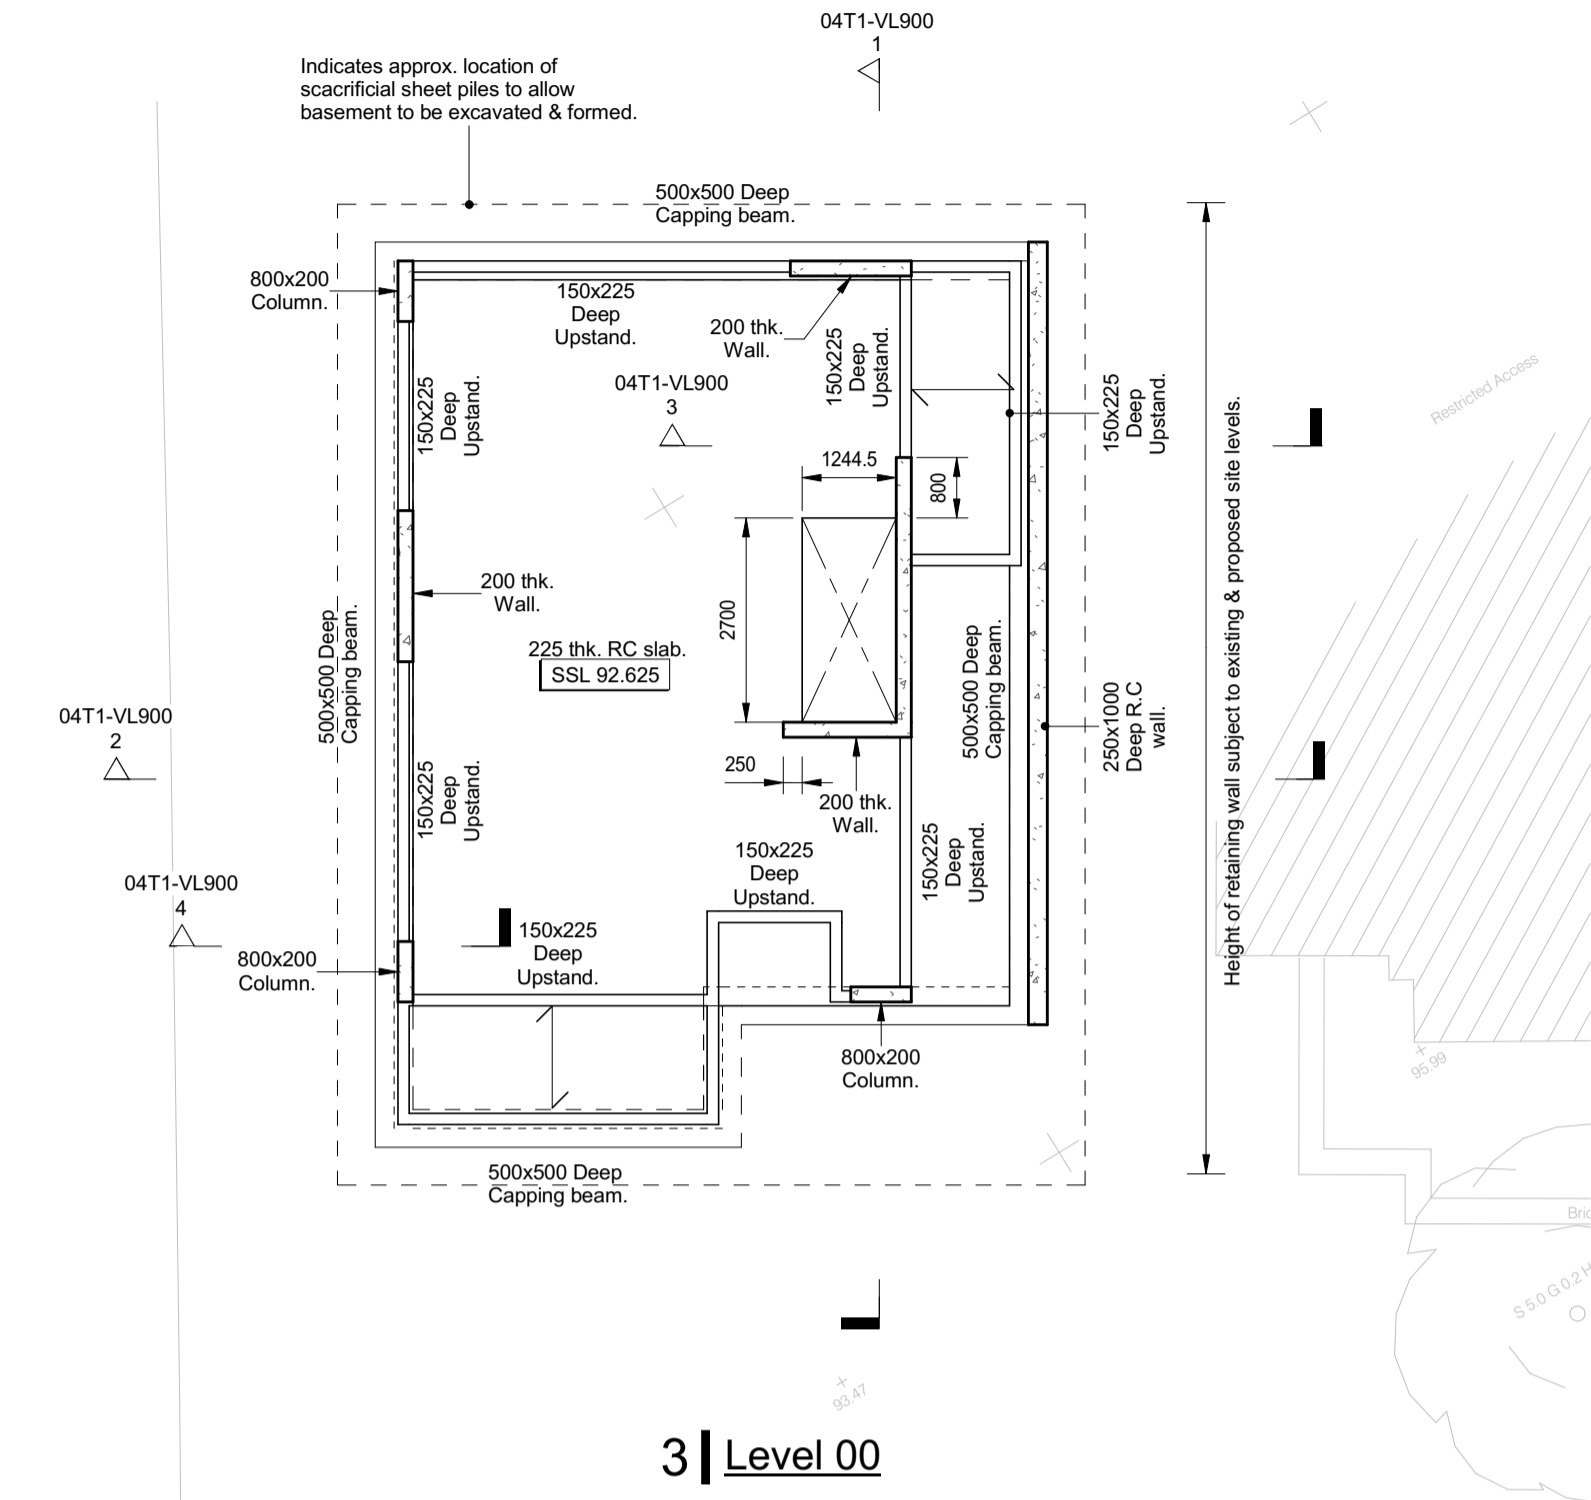 04T1-VL900
1
Indicates approx. location of
scacrificial sheet piles to allow
basement to be excavated & formed.
500x500 Deep
Capping beam.
800x200
Column.
150x225
Deep
Upstand.
200 thk.
Wall.
150x225
Deep
Upstand.
04T1-VL900
3
150x225
Deep
Upstand.
150x225
Deep
Upstand.
Restricted Access
1244.5
800
Height of retaining wall subject to existing & proposed site levels.
200 thk.
Wall.
2700
225 thk. RC slab.
SSL 92.625
500x500 Deep
Capping beam.
500x500 Deep
Capping beam.
250x1000
Deep R.C
wall.
04T1-VL900
2
250
200 thk.
Wall.
150x225
Deep
Upstand.
150x225
Deep
Upstand.
150x225
Deep
Upstand.
04T1-VL900
4
150x225
Deep
Upstand.
800x200
Column.
800x200
Column.
95.99
500x500 Deep
Capping beam.
S 5.0 G 0.2 H
93.47
3 Level 00